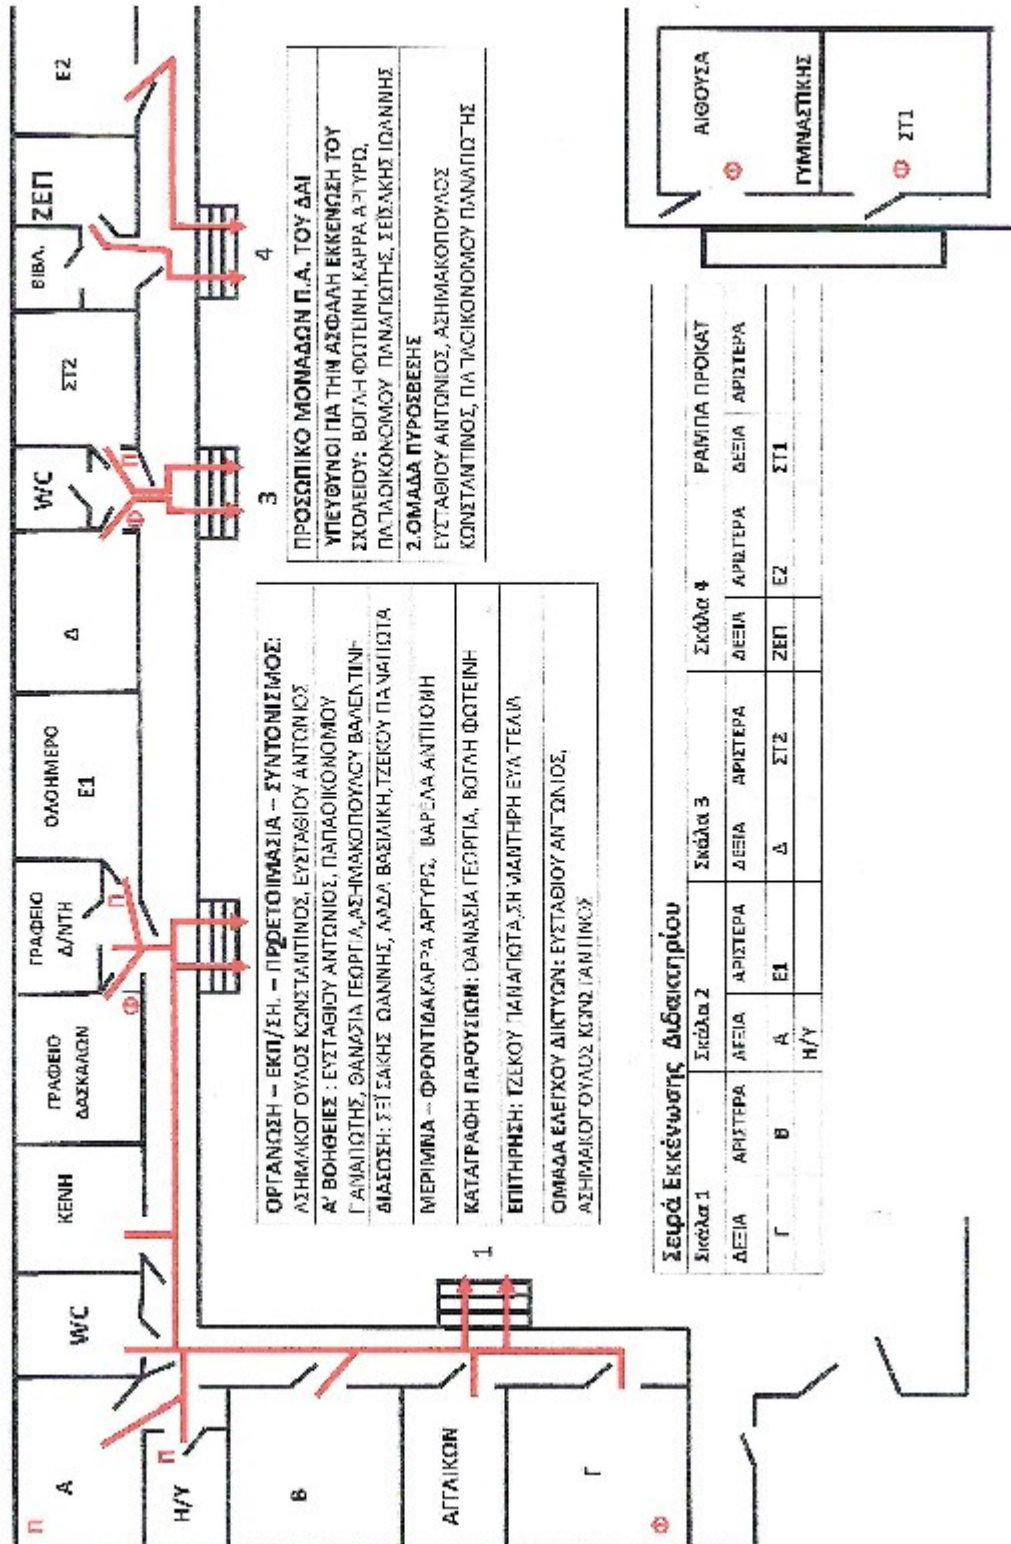 Α
Η/Υ
WC
ΚΕΝΗ
ΓΡΑΦΕΙΟ
ΔΑΣΚΑΛΩΝ
ΓΡΑΦΕΙΟ
Δ/ΝΤΗ
ΟΛΟΗΜΕΡΟ
Ε1
Δ
WC
ΣΤ2
ΒΙΒΛ.
ΖΕΠ
Ε2
Β
ΑΓΓΛΙΚΩΝ
Γ
Π
Π
Φ
Φ
Π
Φ
Π
1
3
4
ΟΡΓΑΝΩΣΗ – ΕΚΠ/ΣΗ. – ΠΡΟΕΤΟΙΜΑΣΙΑ – ΣΥΝΤΟΝΙΣΜΟΣ:
ΑΣΗΜΑΚΟΠΟΥΛΟΣ ΚΩΝΣΤΑΝΤΙΝΟΣ, ΕΥΣΤΑΘΙΟΥ ΑΝΤΩΝΙΟΣ
Α' ΒΟΗΘΕΙΕΣ : ΕΥΣΤΑΘΙΟΥ ΑΝΤΩΝΙΟΣ, ΠΑΠΑΟΙΚΟΝΟΜΟΥ
ΠΑΝΑΓΙΩΤΗΣ, ΘΑΝΑΣΙΑ ΓΕΩΡΓΙΑ, ΑΣΗΜΑΚΟΠΟΥΛΟΥ ΒΑΛΕΝΤΙΝΗ
ΔΙΑΣΩΣΗ: ΣΕΪΣΑΚΗΣ ΙΩΑΝΝΗΣ, ΛΑΔΑ ΒΑΣΙΛΙΚΗ, ΤΖΕΚΟΥ ΠΑΝΑΓΙΩΤΑ
ΜΕΡΙΜΝΑ – ΦΡΟΝΤΙΔΑ ΚΑΡΡΑ ΑΡΓΥΡΩ, ΒΑΡΕΛΑ ΑΝΤΙΓΟΝΗ
ΚΑΤΑΓΡΑΦΗ ΠΑΡΟΥΣΙΩΝ: ΘΑΝΑΣΙΑ ΓΕΩΡΓΙΑ, ΒΟΓΛΗ ΦΩΤΕΙΝΗ
ΕΠΙΤΗΡΗΣΗ: ΤΖΕΚΟΥ ΠΑΝΑΓΙΩΤΑ, ΣΗΜΑΝΤΗΡΗ ΕΥΑΓΓΕΛΙΑ
ΟΜΑΔΑ ΕΛΕΓΧΟΥ ΔΙΚΤΥΩΝ: ΕΥΣΤΑΘΙΟΥ ΑΝΤΩΝΙΟΣ,
ΑΣΗΜΑΚΟΠΟΥΛΟΣ ΚΩΝΣΤΑΝΤΙΝΟΣ
ΠΡΟΣΩΠΙΚΟ ΜΟΝΑΔΩΝ Π.Α. ΤΟΥ ΔΑΙ
ΥΠΕΥΘΥΝΟΙ ΓΙΑ ΤΗΝ ΑΣΦΑΛΗ ΕΚΚΕΝΩΣΗ ΤΟΥ
ΣΧΟΛΕΙΟΥ: ΒΟΓΛΗ ΦΩΤΕΙΝΗ, ΚΑΡΡΑ ΑΡΓΥΡΩ,
ΠΑΠΑΟΙΚΟΝΟΜΟΥ ΠΑΝΑΓΙΩΤΗΣ, ΣΕΪΣΑΚΗΣ ΙΩΑΝΝΗΣ
2.ΟΜΑΔΑ ΠΥΡΟΣΒΕΣΗΣ
ΕΥΣΤΑΘΙΟΥ ΑΝΤΩΝΙΟΣ, ΑΣΗΜΑΚΟΠΟΥΛΟΣ
ΚΩΝΣΤΑΝΤΙΝΟΣ, ΠΑΠΑΟΙΚΟΝΟΜΟΥ ΠΑΝΑΓΙΩΤΗΣ
Σειρά Εκκένωσης Διδακτηρίου
Σκάλα 1 Σκάλα 2 Σκάλα 3 Σκάλα 4 ΡΑΜΠΑ ΠΡΟΚΑΤ
ΔΕΞΙΑ ΑΡΙΣΤΕΡΑ ΔΕΞΙΑ ΑΡΙΣΤΕΡΑ ΔΕΞΙΑ ΑΡΙΣΤΕΡΑ ΔΕΞΙΑ ΑΡΙΣΤΕΡΑ ΔΕΞΙΑ ΑΡΙΣΤΕΡΑ
Γ Β Α Ε1 Δ ΣΤ2 ΖΕΠ Ε2 ΣΤ1
Η/Υ
ΑΙΘΟΥΣΑ
ΓΥΜΝΑΣΤΙΚΗΣ
Φ
ΣΤ1
Φ